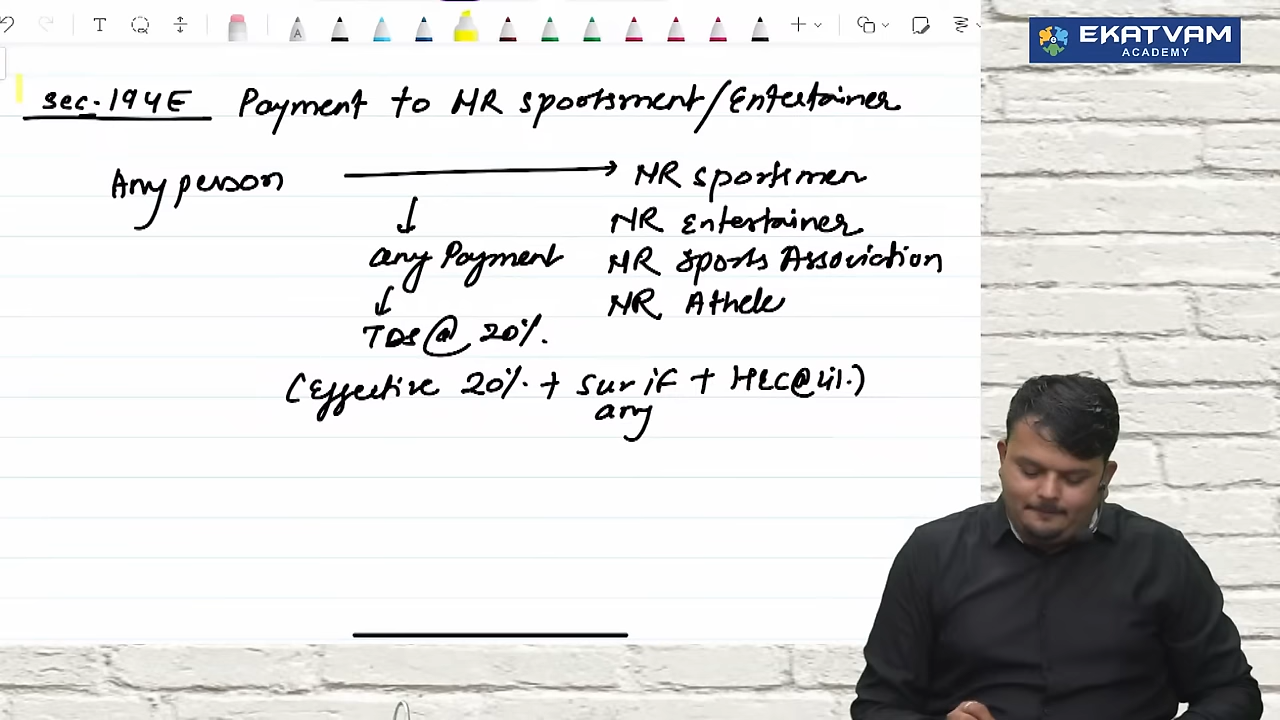 EKATVAM
ACADEMY
Sec. 194E Payment to NR Sportsment/Entertainer
Any person → NR Sportsmen
↓ NR Entertainer
any Payment NR Sports Association
↓ NR Athele
TDS @ 20%.
(Effective 20%. + Sur if + HEC@4%.)
any